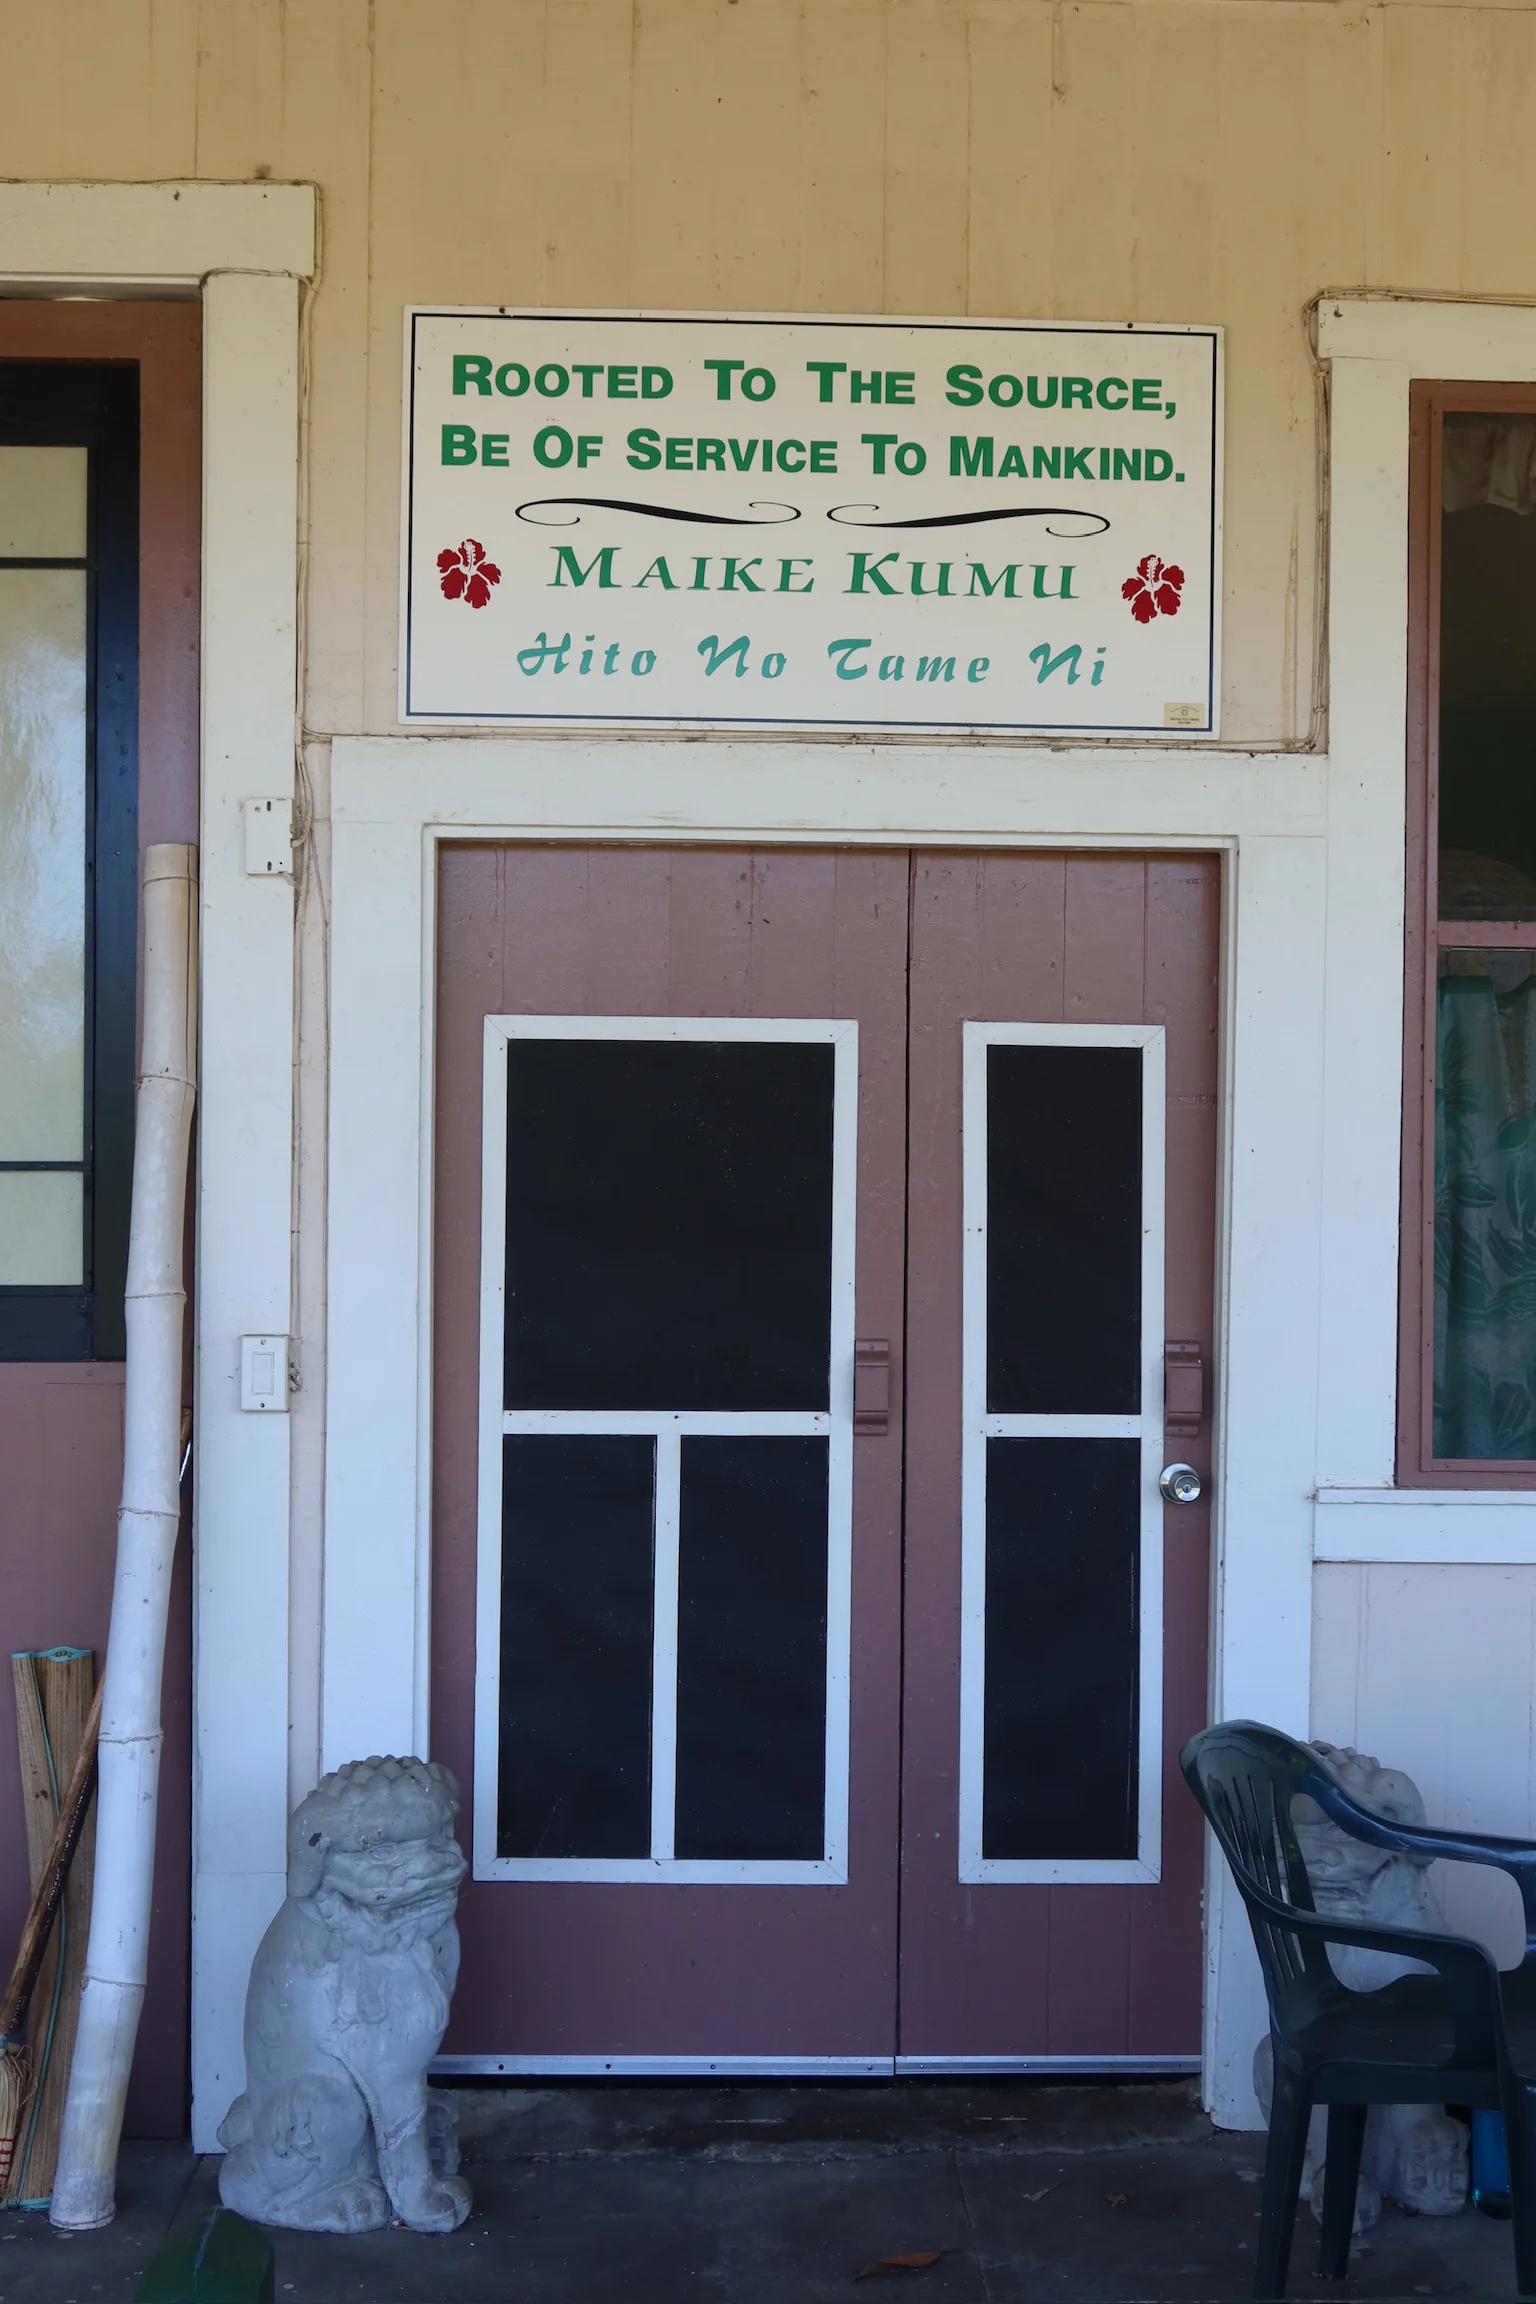 Rooted To The Source,
Be Of Service To Mankind.
Maike Kumu
Hito No Tame Ni